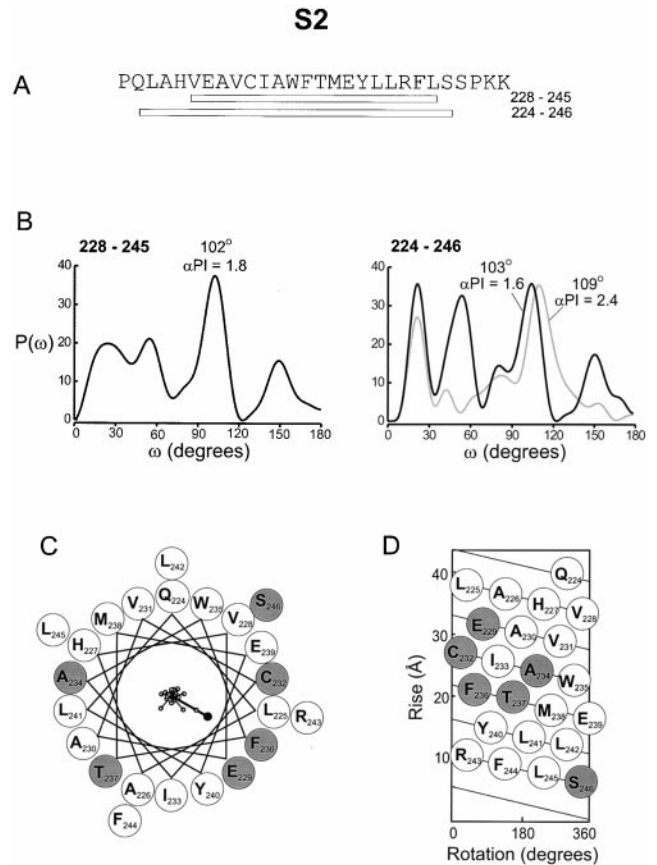 S2
A
PQLAHVEAVCIAWFTMEYLLRFLSSPKK
228 - 245
224 - 246
B
228 - 245
102°
αPI = 1.8
40
30
20
10
0
P(ω)
0 30 60 90 120 150 180
ω (degrees)
224 - 246
103°
αPI = 1.6
109°
αPI = 2.4
40
30
20
10
0
0 30 60 90 120 150 180
ω (degrees)
C
L242
V231 Q224 W235
M238 V228 S246
L245 H227 E239
A234 C232
L241 L225 R243
A230 F236
T237 E229
A226 I233 Y240
F244
D
40
30
20
10
Rise (Å)
Q224
L225 A226 H227 V228
E229 A230 V231
C232 I233 A234 W235
F236 T237 M238 E239
Y240 L241 L242
R243 F244 L245 S246
0 180 360
Rotation (degrees)